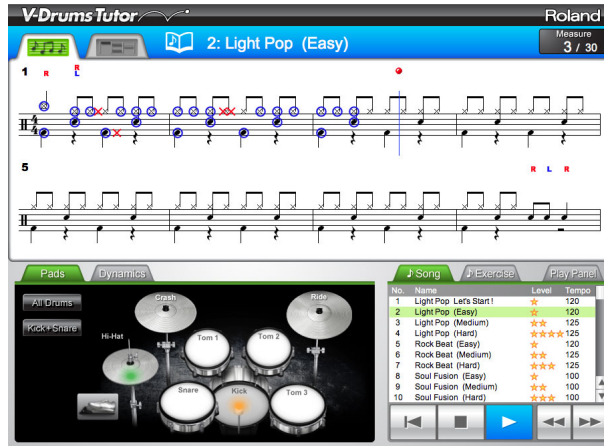 V-Drums Tutor
Roland
2: Light Pop (Easy)
Measure
3 / 30
R
R
L
1
4
4
5
R L R
Pads
Dynamics
All Drums
Kick+Snare
Crash
Ride
Hi-Hat
Tom 1
Tom 2
Snare
Kick
Tom 3
Song
Exercise
Play Panel
No. Name Level Tempo
1 Light Pop Let's Start! 120
2 Light Pop (Easy) 120
3 Light Pop (Medium) 125
4 Light Pop (Hard) 125
5 Rock Beat (Easy) 120
6 Rock Beat (Medium) 125
7 Rock Beat (Hard) 125
8 Soul Fusion (Easy) 100
9 Soul Fusion (Medium) 100
10 Soul Fusion (Hard) 100